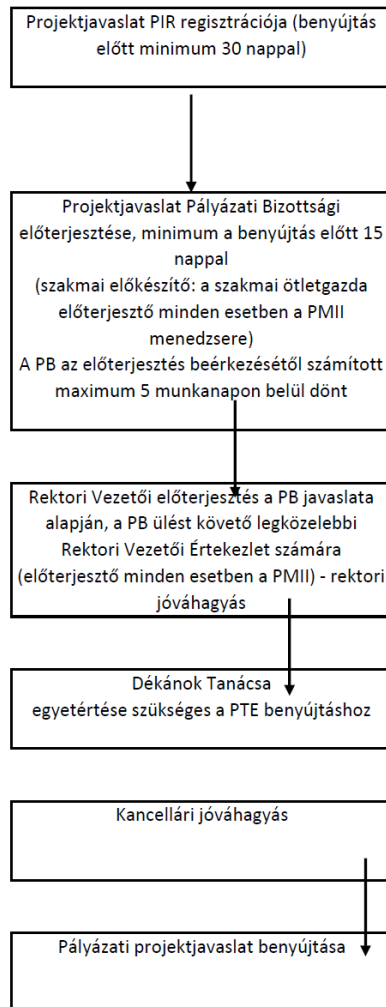 Projektjavaslat PIR regisztrációja (benyújtás
előtt minimum 30 nappal)
Projektjavaslat Pályázati Bizottsági
előterjesztése, minimum a benyújtás előtt 15
nappal
(szakmai előkészítő: a szakmai ötletgazda
előterjesztő minden esetben a PMII
menedzsere)
A PB az előterjesztés beérkezésétől számított
maximum 5 munkanapon belül dönt
Rektori Vezetői előterjesztés a PB javaslata
alapján, a PB ülést követő legközelebbi
Rektori Vezetői Értekezlet számára
(előterjesztő minden esetben a PMII) - rektori
jóváhagyás
Dékánok Tanácsa
egyetértése szükséges a PTE benyújtáshoz
Kancellári jóváhagyás
Pályázati projektjavaslat benyújtása